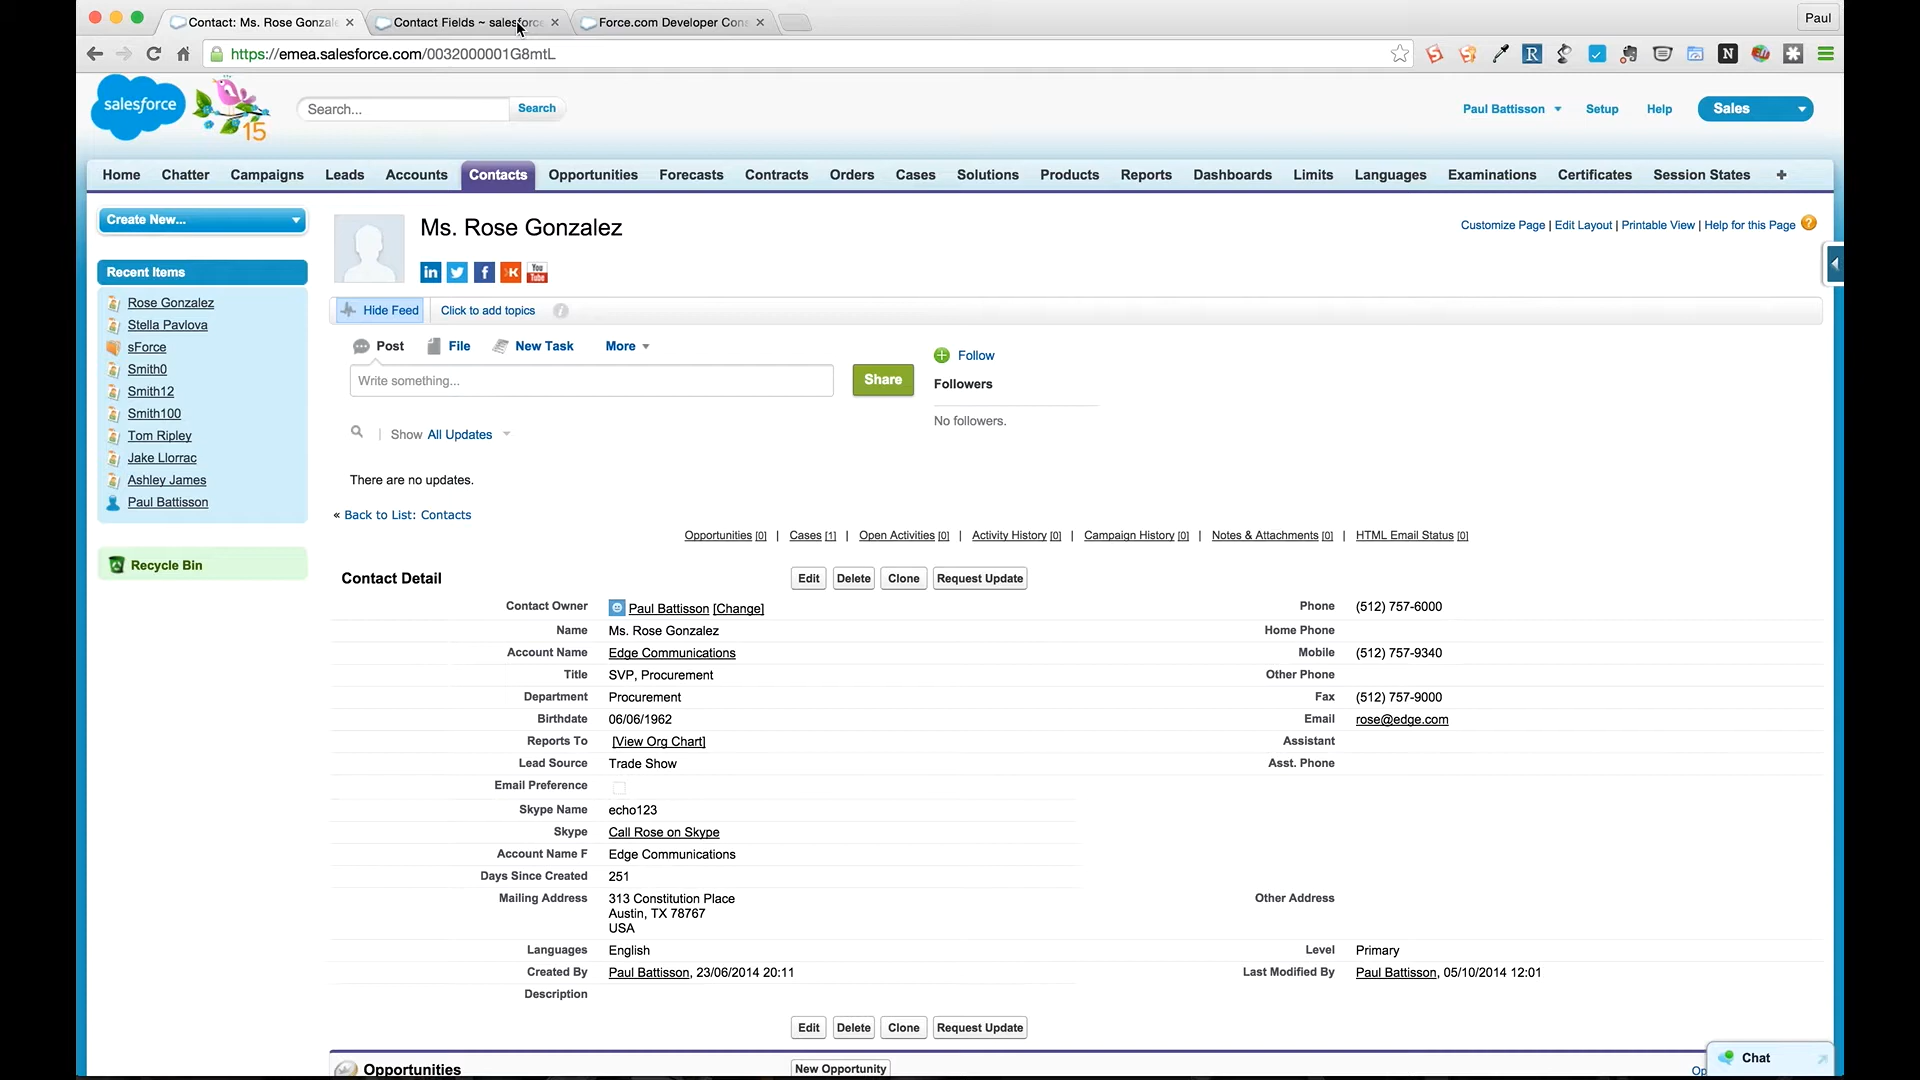 Contact: Ms. Rose Gonzale
Contact Fields ~ salesforce
Force.com Developer Con
Paul
https://emea.salesforce.com/0032000001G8mtL
salesforce
15
Search...
Search
Paul Battisson
Setup
Help
Sales
Home
Chatter
Campaigns
Leads
Accounts
Contacts
Opportunities
Forecasts
Contracts
Orders
Cases
Solutions
Products
Reports
Dashboards
Limits
Languages
Examinations
Certificates
Session States
+
Create New...
Recent Items
Rose Gonzalez
Stella Pavlova
sForce
Smith0
Smith12
Smith100
Tom Ripley
Jake Llorrac
Ashley James
Paul Battisson
Recycle Bin
Ms. Rose Gonzalez
Customize Page | Edit Layout | Printable View | Help for this Page
Hide Feed
Click to add topics
Post
File
New Task
More
Write something...
Share
Follow
Followers
No followers.
Show All Updates
There are no updates.
« Back to List: Contacts
Opportunities [0] | Cases [1] | Open Activities [0] | Activity History [0] | Campaign History [0] | Notes & Attachments [0] | HTML Email Status [0]
Contact Detail
Edit
Delete
Clone
Request Update
Contact Owner Paul Battisson [Change]
Phone (512) 757-6000
Name Ms. Rose Gonzalez
Home Phone
Account Name Edge Communications
Mobile (512) 757-9340
Title SVP, Procurement
Other Phone
Department Procurement
Fax (512) 757-9000
Birthdate 06/06/1962
Email rose@edge.com
Reports To [View Org Chart]
Assistant
Lead Source Trade Show
Asst. Phone
Email Preference
Skype Name echo123
Skype Call Rose on Skype
Account Name F Edge Communications
Days Since Created 251
Mailing Address 313 Constitution Place
Austin, TX 78767
USA
Other Address
Languages English
Level Primary
Created By Paul Battisson, 23/06/2014 20:11
Last Modified By Paul Battisson, 05/10/2014 12:01
Description
Edit
Delete
Clone
Request Update
Opportunities
New Opportunity
Op
Chat